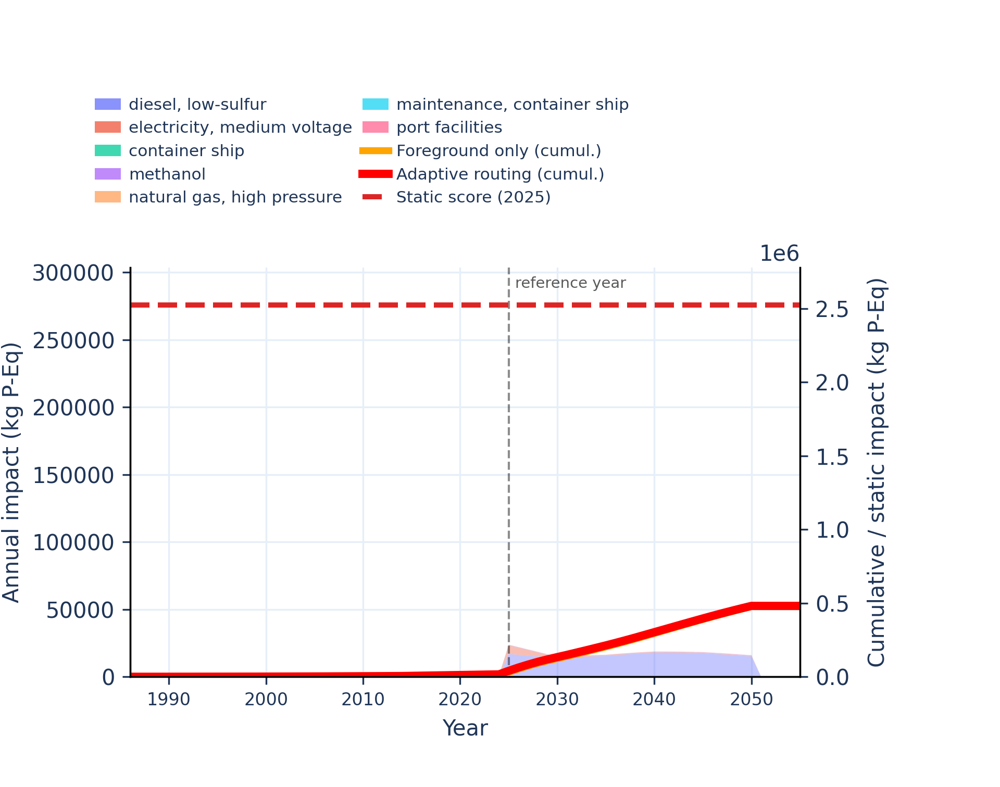 diesel, low-sulfur
electricity, medium voltage
container ship
methanol
natural gas, high pressure
maintenance, container ship
port facilities
Foreground only (cumul.)
Adaptive routing (cumul.)
Static score (2025)
1e6
reference year
Annual impact (kg P-Eq)
300000
250000
200000
150000
100000
50000
0
2.5
2.0
1.5
1.0
0.5
0.0
Cumulative / static impact (kg P-Eq)
1990
2000
2010
2020
2030
2040
2050
Year